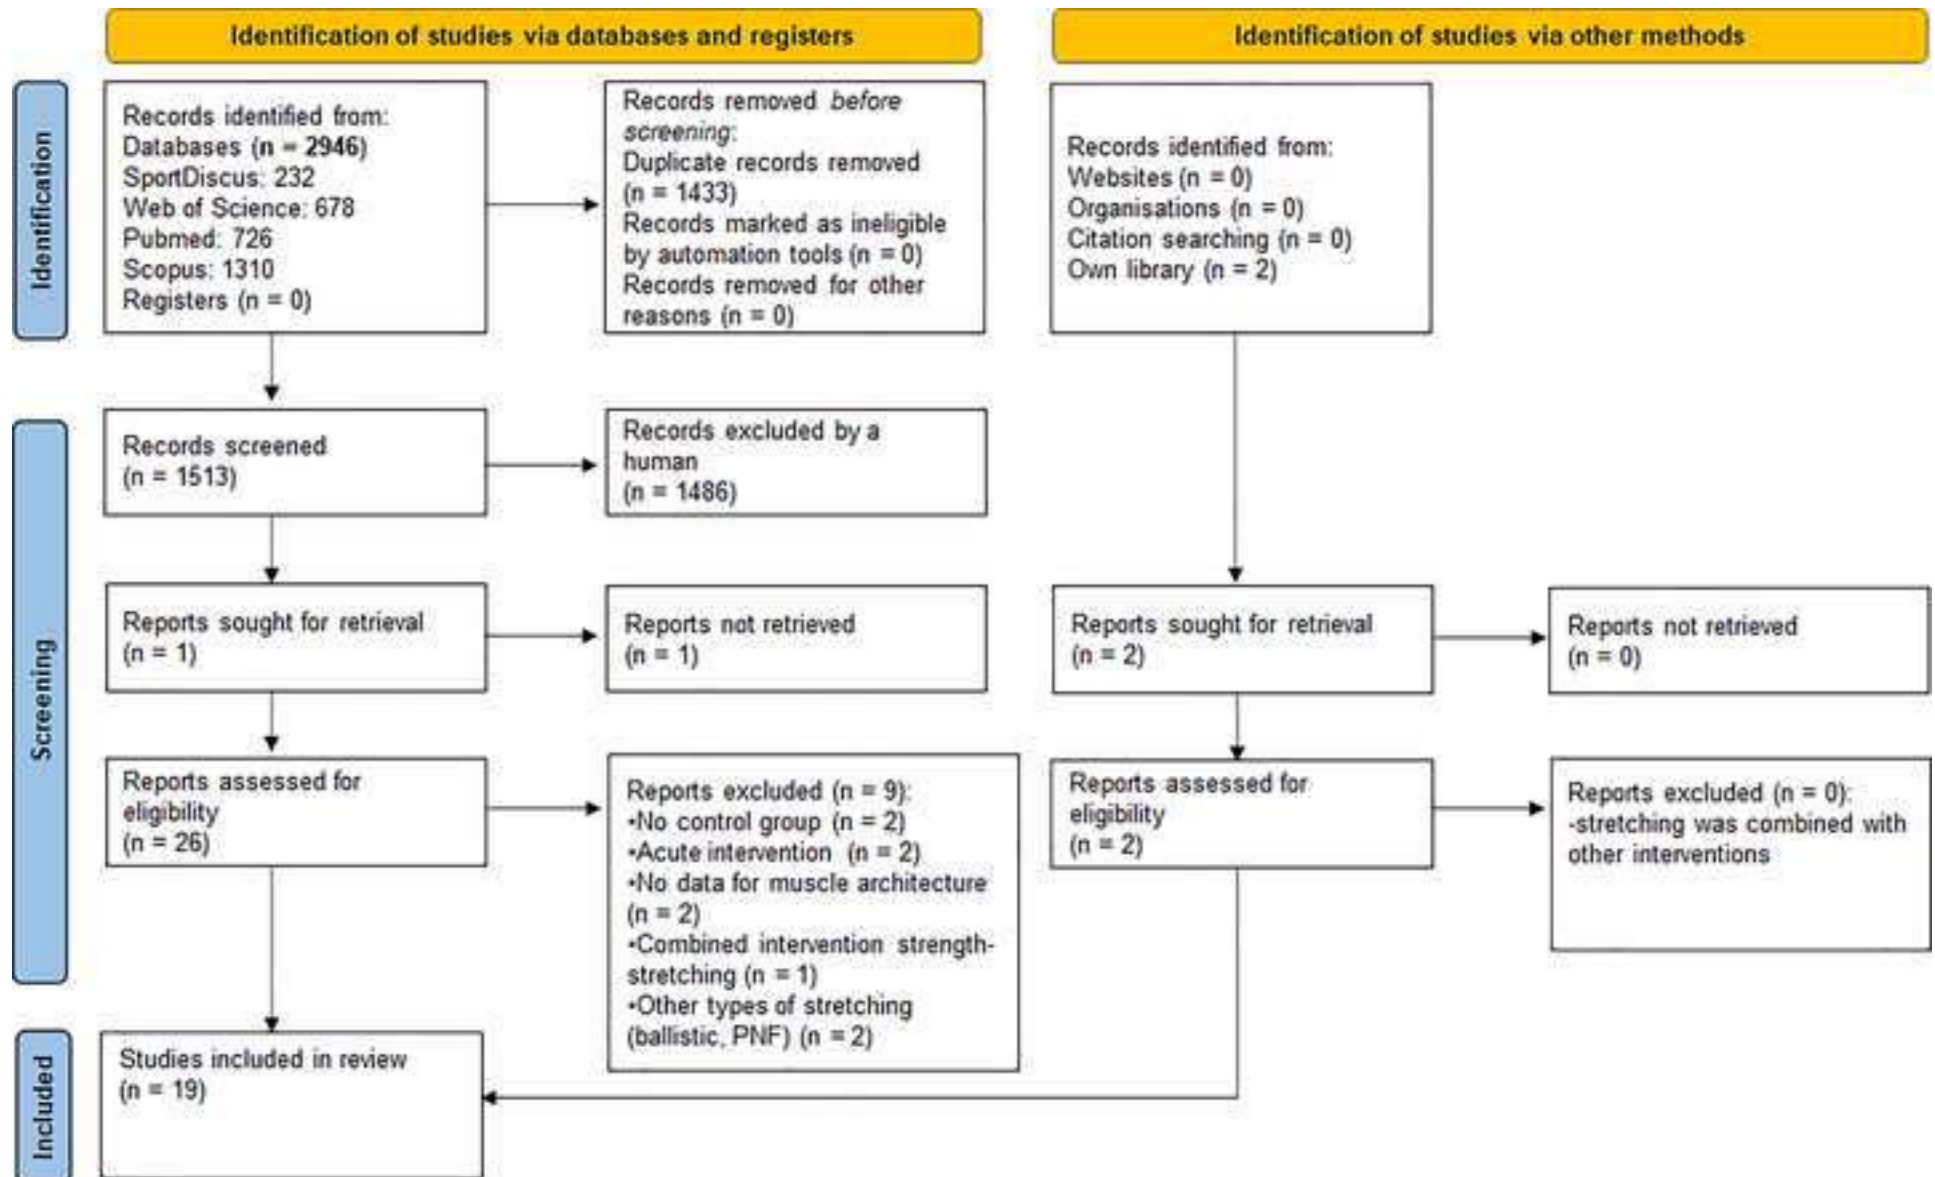 Identification of studies via databases and registers
Identification of studies via other methods
Identification
Records identified from:
Databases (n = 2946)
SportDiscus: 232
Web of Science: 678
Pubmed: 726
Scopus: 1310
Registers (n = 0)
Records removed before
screening:
Duplicate records removed
(n = 1433)
Records marked as ineligible
by automation tools (n = 0)
Records removed for other
reasons (n = 0)
Records identified from:
Websites (n = 0)
Organisations (n = 0)
Citation searching (n = 0)
Own library (n = 2)
Screening
Records screened
(n = 1513)
Records excluded by a
human
(n = 1486)
Reports sought for retrieval
(n = 1)
Reports not retrieved
(n = 1)
Reports sought for retrieval
(n = 2)
Reports not retrieved
(n = 0)
Reports assessed for
eligibility
(n = 26)
Reports excluded (n = 9):
•No control group (n = 2)
•Acute intervention (n = 2)
•No data for muscle architecture
(n = 2)
•Combined intervention strength-
stretching (n = 1)
•Other types of stretching
(ballistic, PNF) (n = 2)
Reports assessed for
eligibility
(n = 2)
Reports excluded (n = 0):
-stretching was combined with
other interventions
Included
Studies included in review
(n = 19)